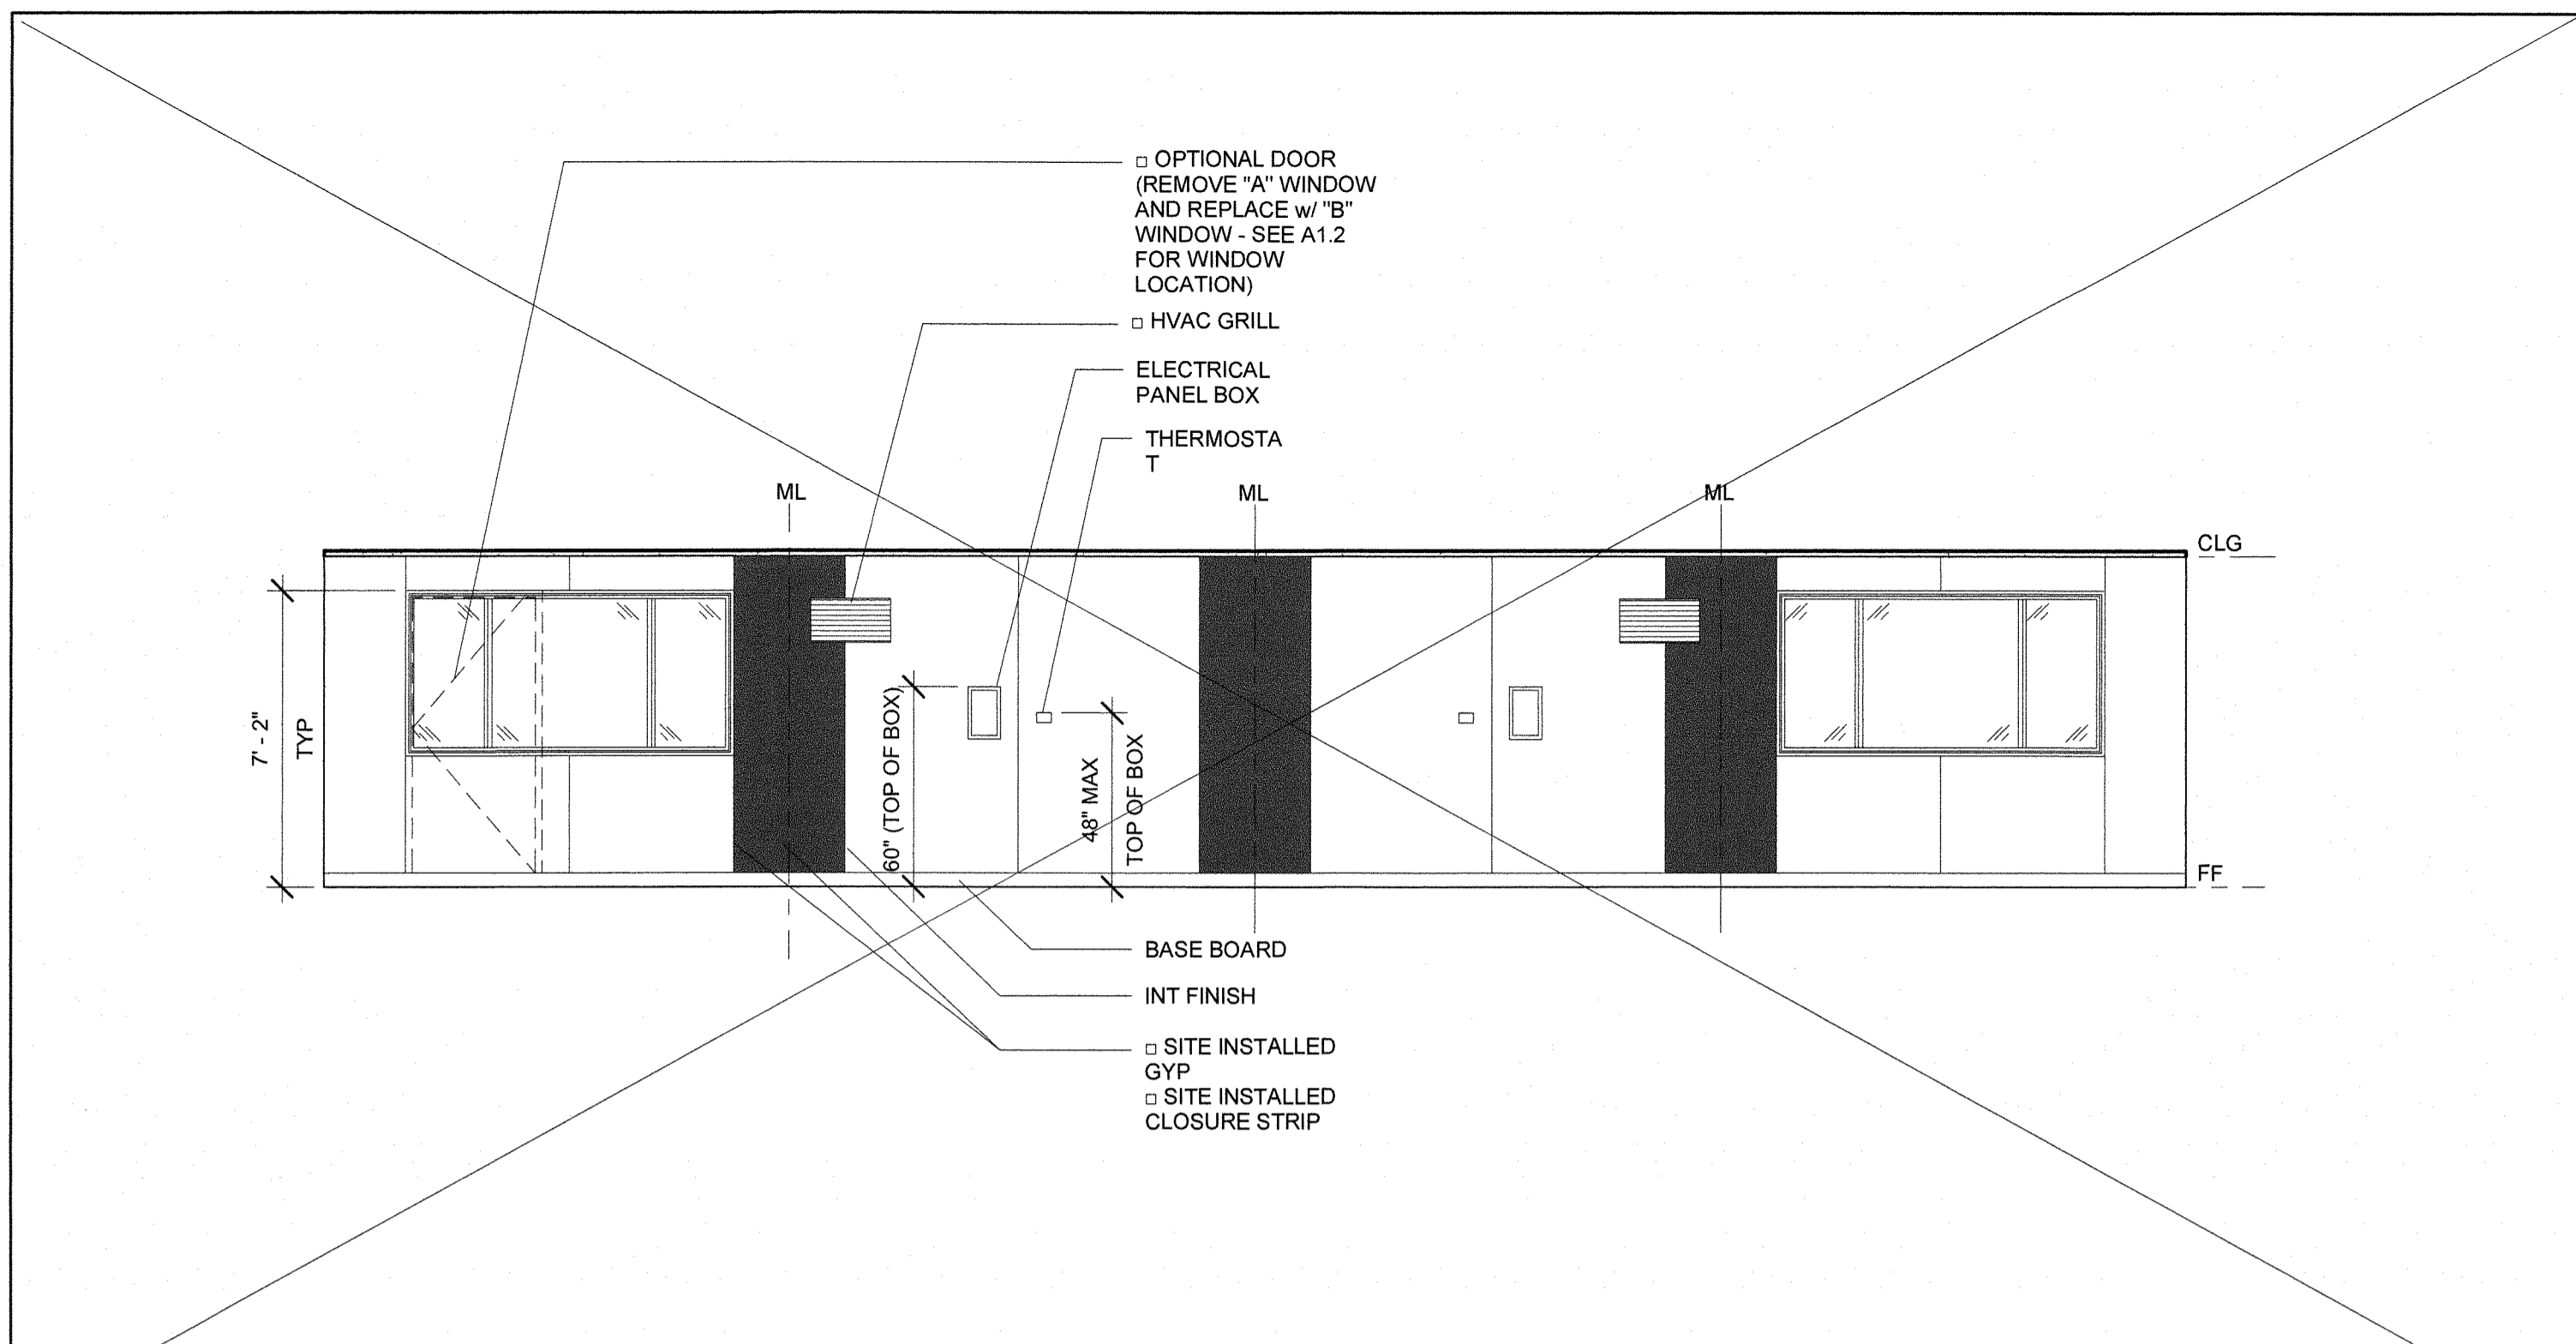 □ OPTIONAL DOOR
(REMOVE "A" WINDOW
AND REPLACE w/ "B"
WINDOW - SEE A1.2
FOR WINDOW
LOCATION)
□ HVAC GRILL
ELECTRICAL
PANEL BOX
THERMOSTA
T
ML
ML
ML
CLG
7' - 2"
TYP
60" (TOP OF BOX)
48" MAX
TOP OF BOX
FF
BASE BOARD
INT FINISH
□ SITE INSTALLED
GYP
□ SITE INSTALLED
CLOSURE STRIP